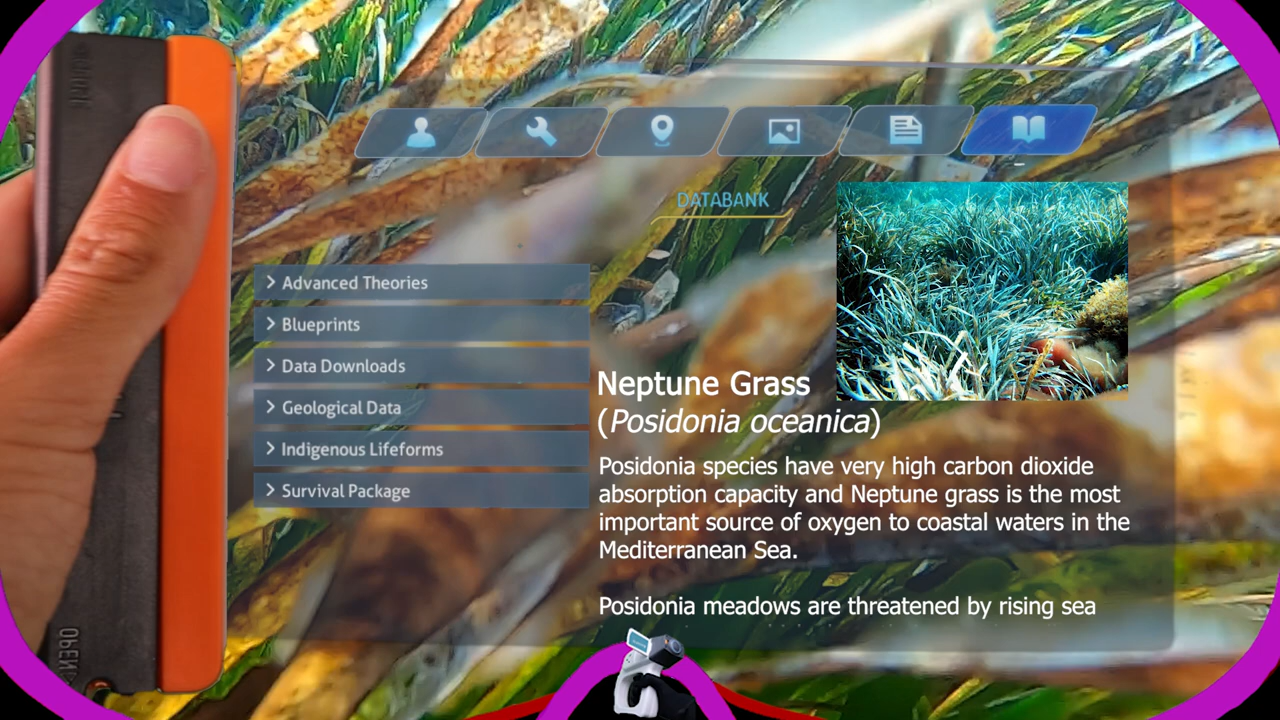 DATABANK
Advanced Theories
Blueprints
Data Downloads
Geological Data
Indigenous Lifeforms
Survival Package
Neptune Grass
(Posidonia oceanica)
Posidonia species have very high carbon dioxide
absorption capacity and Neptune grass is the most
important source of oxygen to coastal waters in the
Mediterranean Sea.
Posidonia meadows are threatened by rising sea
OPEN